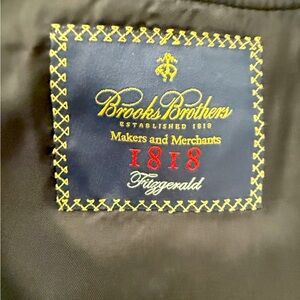 Brooks Brothers
ESTABLISHED 1818
Makers and Merchants
1818
Fitzgerald